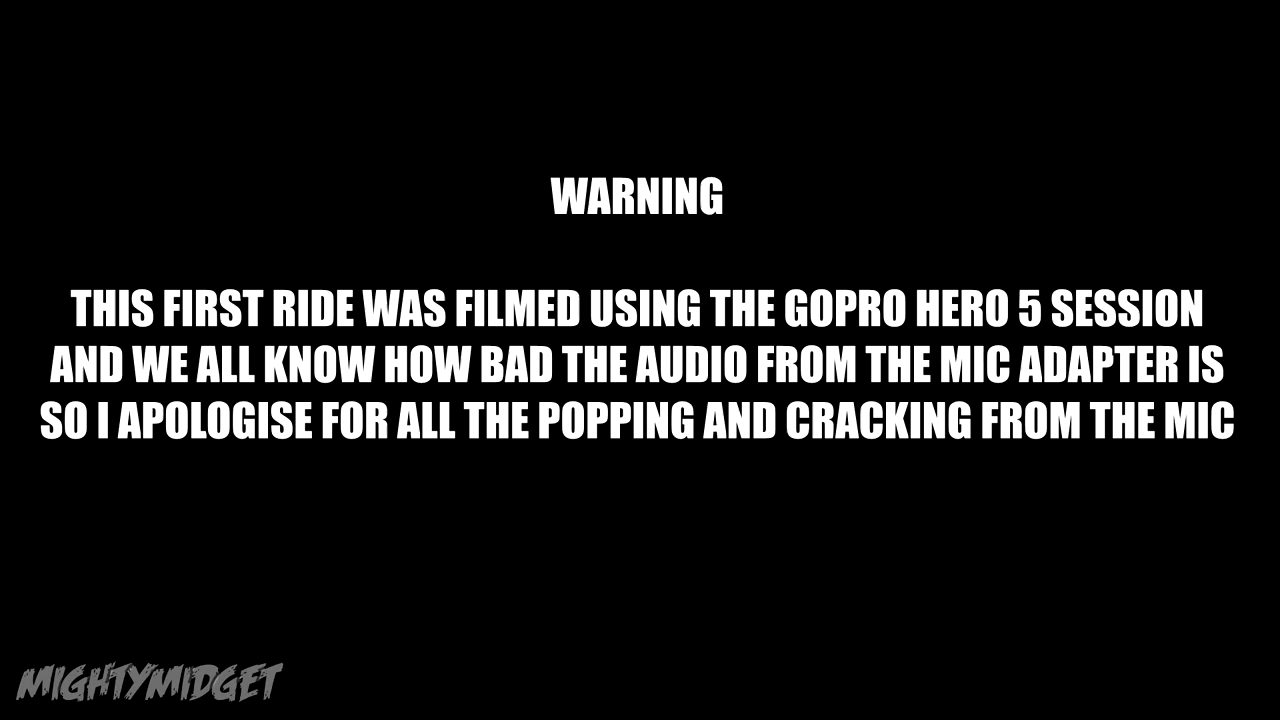 WARNING
THIS FIRST RIDE WAS FILMED USING THE GOPRO HERO 5 SESSION
AND WE ALL KNOW HOW BAD THE AUDIO FROM THE MIC ADAPTER IS
SO I APOLOGISE FOR ALL THE POPPING AND CRACKING FROM THE MIC
MIGHTYMIDGET